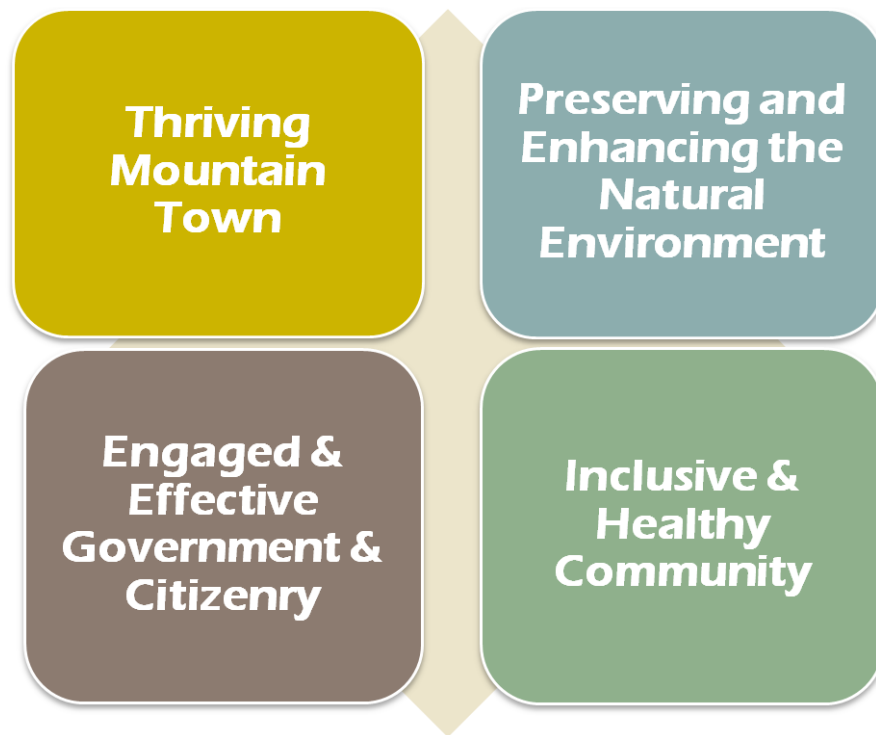 Thriving
Mountain
Town
Preserving and
Enhancing the
Natural
Environment
Engaged &
Effective
Government &
Citizenry
Inclusive &
Healthy
Community